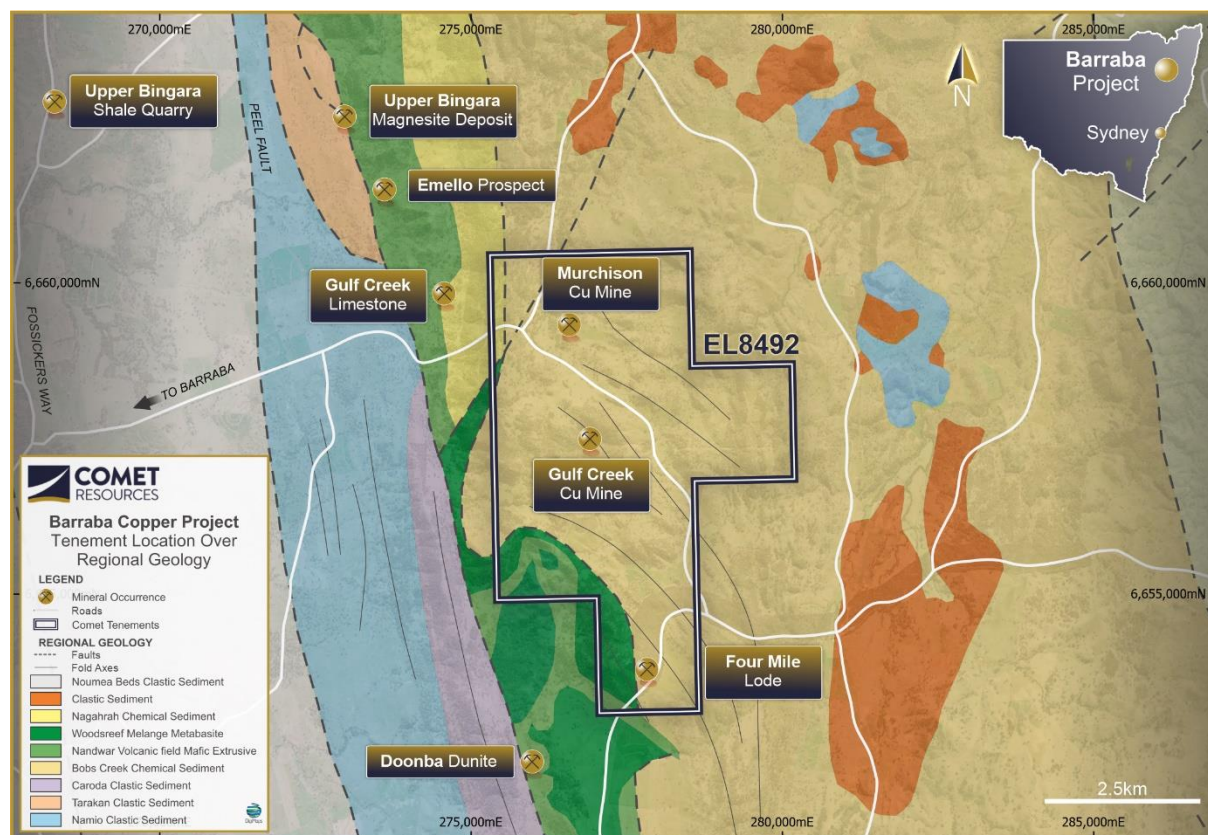 270,000mE
275,000mE
280,000mE
285,000mE
Upper Bingara
Shale Quarry
PEEL FAULT
Upper Bingara
Magnesite Deposit
N
Barraba
Project
Sydney
Emello Prospect
6,660,000mN
6,660,000mN
Gulf Creek
Limestone
Murchison
Cu Mine
EL8492
FOSSICKERS WAY
TO BARRABA
Gulf Creek
Cu Mine
6,655,000mN
Four Mile
Lode
Doonba Dunite
2.5km
275,000mE
280,000mE
285,000mE
COMET
RESOURCES
Barraba Copper Project
Tenement Location Over
Regional Geology
LEGEND
Mineral Occurrence
Roads
Comet Tenements
REGIONAL GEOLOGY
Faults
Fold Axes
Noumea Beds Clastic Sediment
Clastic Sediment
Nagahrah Chemical Sediment
Woodsreef Melange Metabasite
Nandwar Volcanic field Mafic Extrusive
Bobs Creek Chemical Sediment
Caroda Clastic Sediment
Tarakan Clastic Sediment
Namio Clastic Sediment